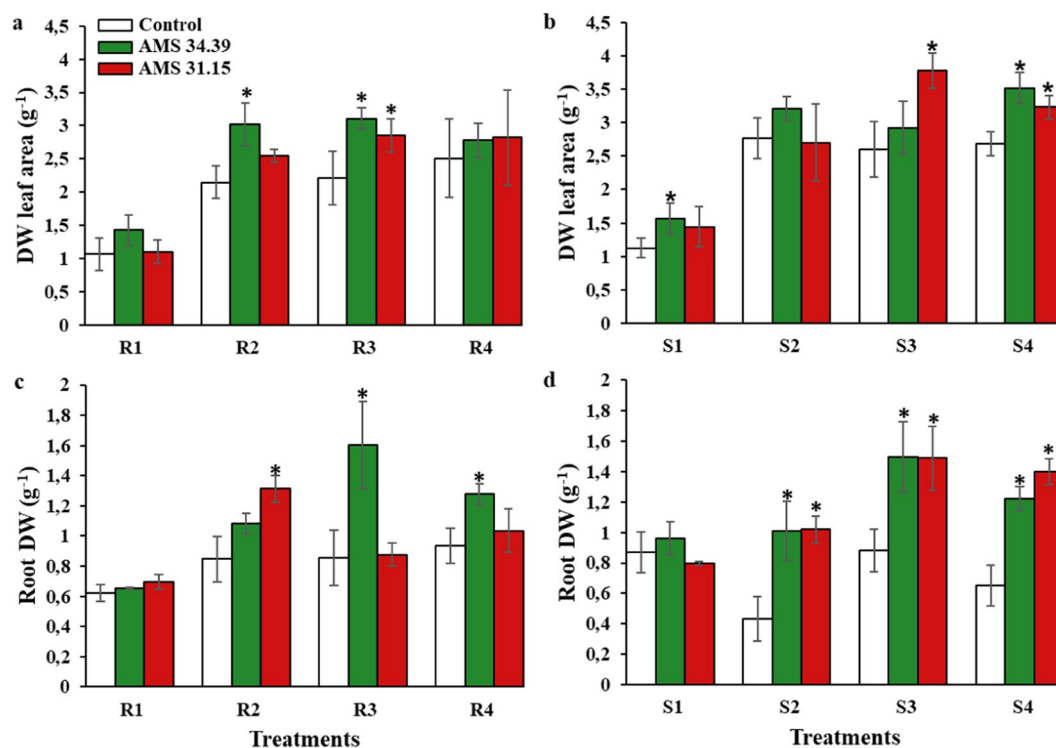 a
Control
AMS 34.39
AMS 31.15
DW leaf area (g⁻¹)
4,5
4
3,5
3
2,5
2
1,5
1
0,5
0
* * *
R1 R2 R3 R4
b
DW leaf area (g⁻¹)
4,5
4
3,5
3
2,5
2
1,5
1
0,5
0
* * * *
S1 S2 S3 S4
c
Root DW (g⁻¹)
2
1,8
1,6
1,4
1,2
1
0,8
0,6
0,4
0,2
0
* * *
R1 R2 R3 R4
Treatments
d
Root DW (g⁻¹)
2
1,8
1,6
1,4
1,2
1
0,8
0,6
0,4
0,2
0
* * * * * *
S1 S2 S3 S4
Treatments